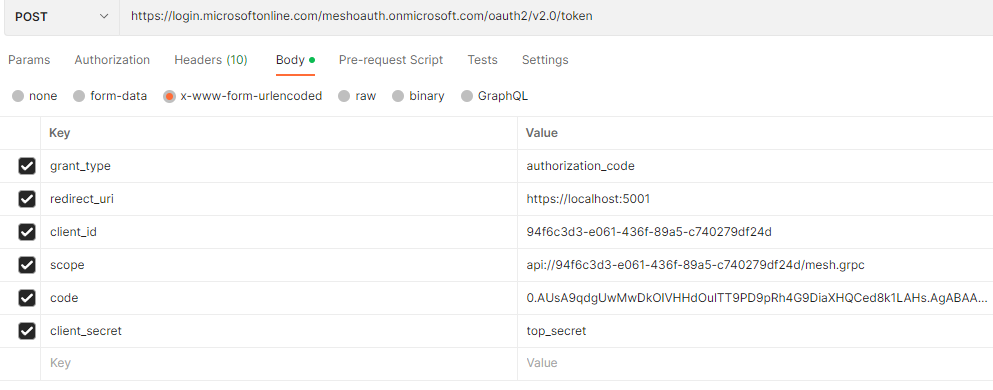 POST https://login.microsoftonline.com/meshoauth.onmicrosoft.com/oauth2/v2.0/token
Params Authorization Headers (10) Body Pre-request Script Tests Settings
none form-data x-www-form-urlencoded raw binary GraphQL
Key Value
grant_type authorization_code
redirect_uri https://localhost:5001
client_id 94f6c3d3-e061-436f-89a5-c740279df24d
scope api://94f6c3d3-e061-436f-89a5-c740279df24d/mesh.grpc
code 0.AUsA9qdgUwMwDkOlVHHdOulTT9PD9pRh4G9DiaXHQCed8k1LAHs.AgABAA...
client_secret top_secret
Key Value